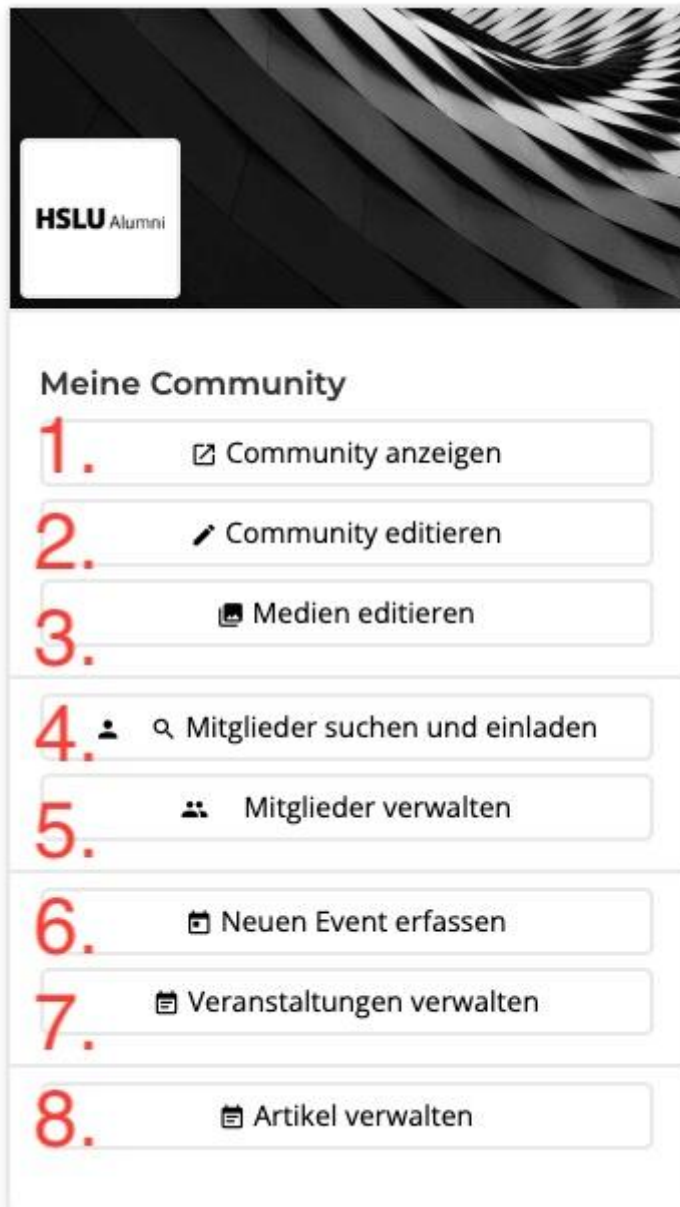 HSLU Alumni
Meine Community
1. Community anzeigen
2. Community editieren
3. Medien editieren
4. Mitglieder suchen und einladen
5. Mitglieder verwalten
6. Neuen Event erfassen
7. Veranstaltungen verwalten
8. Artikel verwalten